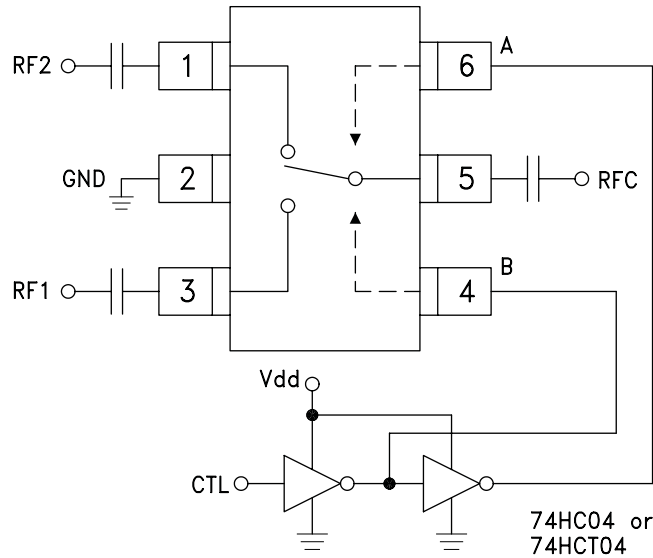 A
RF2 1 6
GND 2 5 RFC
B
RF1 3 4
Vdd
CTL
74HC04 or
74HCT04